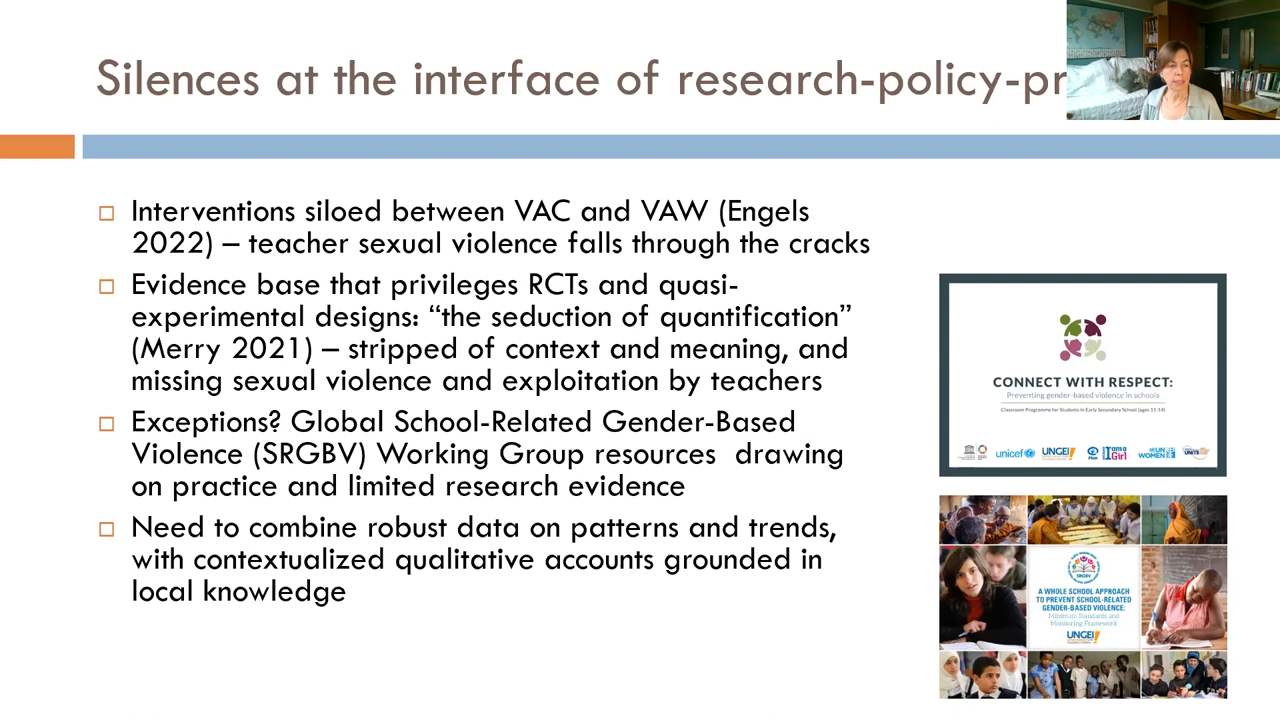 Silences at the interface of research-policy-pr
Interventions siloed between VAC and VAW (Engels
2022) – teacher sexual violence falls through the cracks
Evidence base that privileges RCTs and quasi-
experimental designs: “the seduction of quantification”
(Merry 2021) – stripped of context and meaning, and
missing sexual violence and exploitation by teachers
Exceptions? Global School-Related Gender-Based
Violence (SRGBV) Working Group resources  drawing
on practice and limited research evidence
Need to combine robust data on patterns and trends,
with contextualized qualitative accounts grounded in
local knowledge
CONNECT WITH RESPECT:
Preventing gender-based violence in schools
Classroom Programme for Students in Early Secondary School (ages 11-14)
unicef UNGEI Plan I am a Girl UN WOMEN UNITE
SRGBV
A WHOLE SCHOOL APPROACH
TO PREVENT SCHOOL-RELATED
GENDER-BASED VIOLENCE:
Minimum Standards and
Monitoring Framework
UNGEI